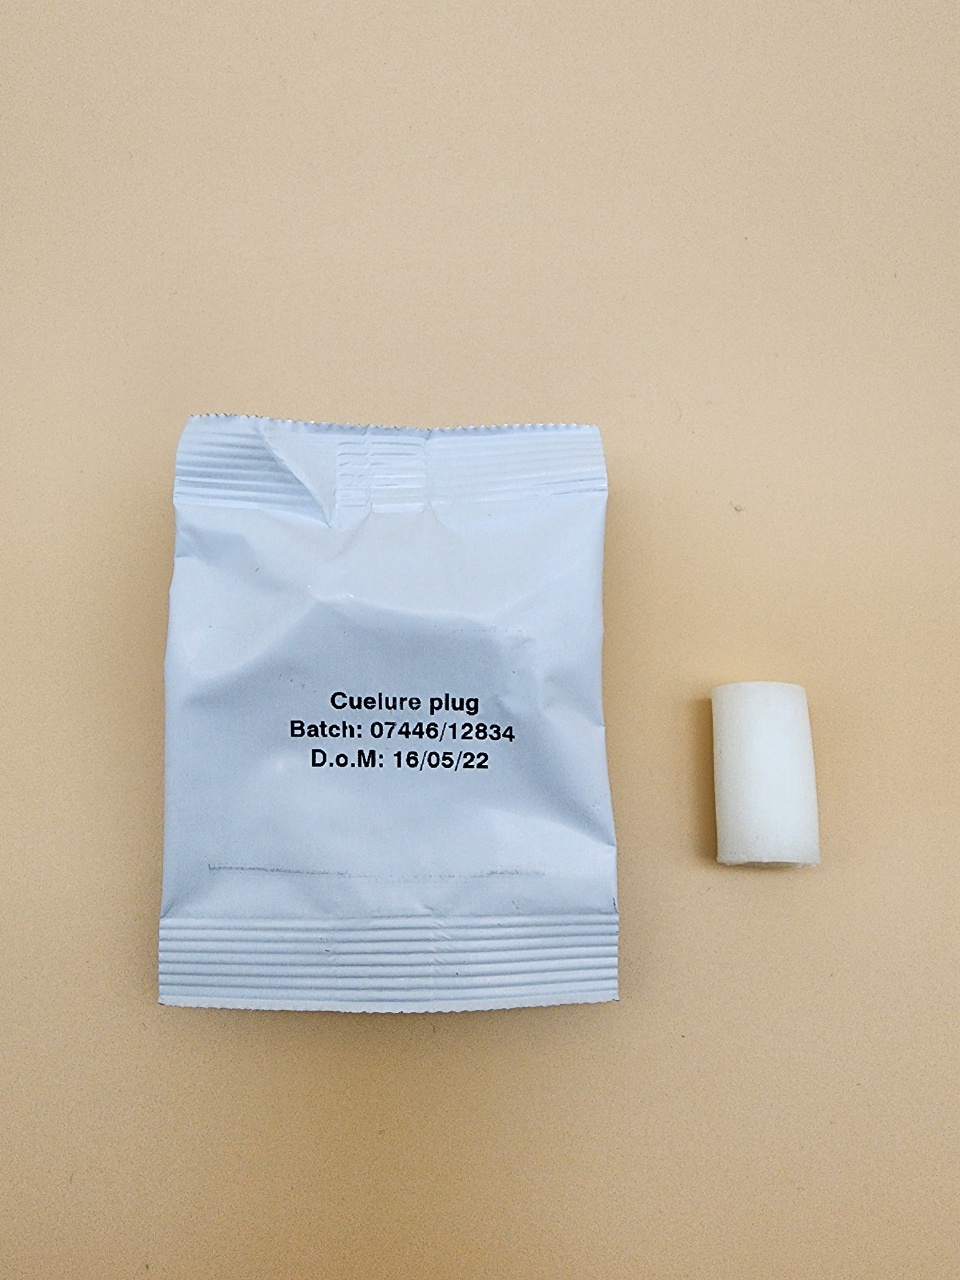 Cuelure plug
Batch: 07446/12834
D.o.M: 16/05/22